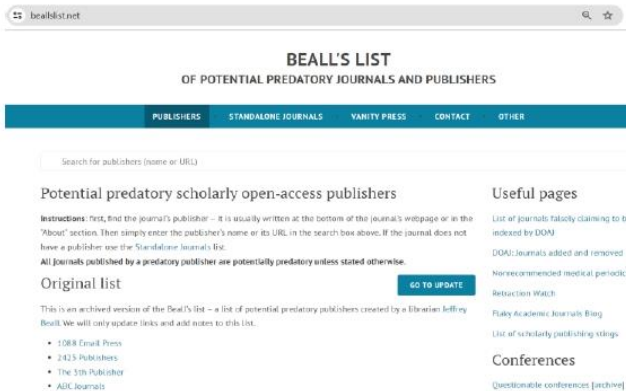 beallslist.net
BEALL'S LIST
OF POTENTIAL PREDATORY JOURNALS AND PUBLISHERS
PUBLISHERS STANDALONE JOURNALS VANITY PRESS CONTACT OTHER
Search for publishers (name or URL)
Potential predatory scholarly open-access publishers
Instructions: first, find the journal's publisher – it is usually written at the bottom of the journal's webpage or in the
"About" section. Then simply enter the publisher's name or its URL in the search box above. If the journal does not
have a publisher use the Standalone Journals list.
All journals published by a predatory publisher are potentially predatory unless stated otherwise.
Original list
GO TO UPDATE
This is an archived version of the Beall's list – a list of potential predatory publishers created by a librarian Jeffrey
Beall. We will only update links and add notes to this list.
• 1088 Email Press
• 2425 Publishers
• The 5th Publisher
• ABC Journals
Useful pages
List of journals falsely claiming to b
indexed by DOAJ
DOAJ: Journals added and removed
Nonrecommended medical periodic
Retraction Watch
Flaky Academic Journals Blog
List of scholarly publishing stings
Conferences
Questionable conferences [archive]